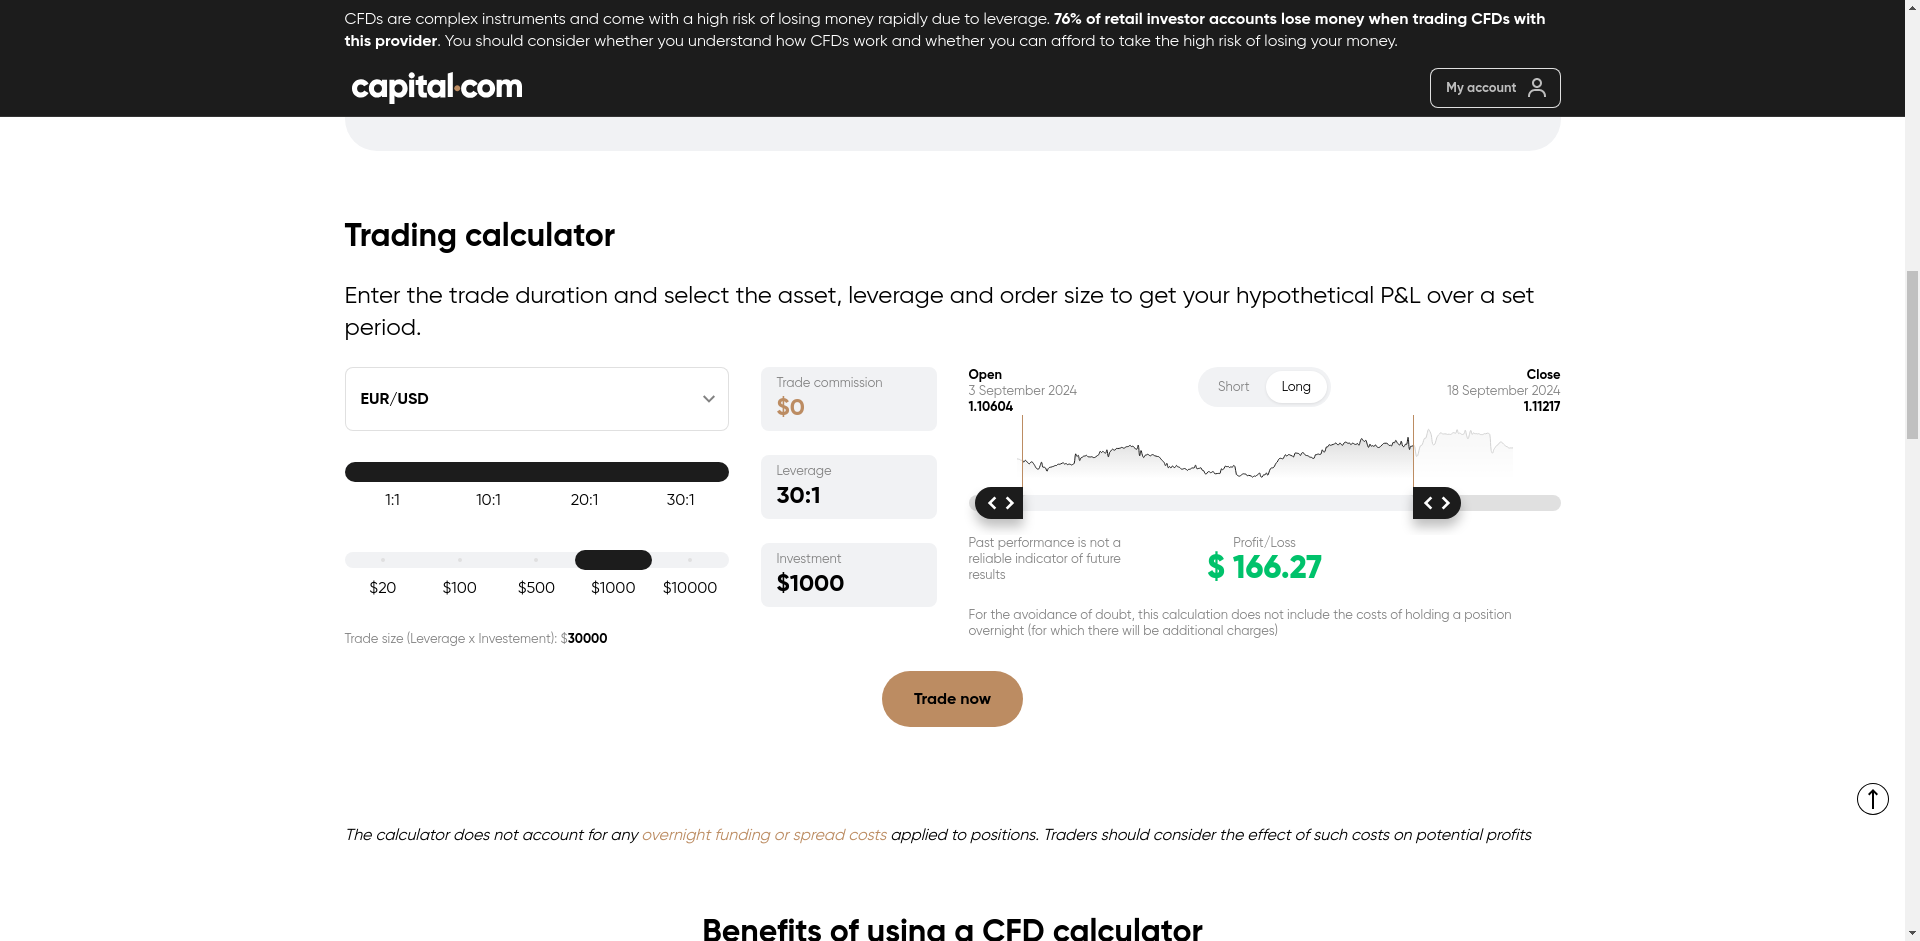 CFDs are complex instruments and come with a high risk of losing money rapidly due to leverage. 76% of retail investor accounts lose money when trading CFDs with
this provider. You should consider whether you understand how CFDs work and whether you can afford to take the high risk of losing your money.
capital.com
My account
Trading calculator
Enter the trade duration and select the asset, leverage and order size to get your hypothetical P&L over a set
period.
EUR/USD
1:1 10:1 20:1 30:1
$20 $100 $500 $1000 $10000
Trade size (Leverage x Investement): $30000
Trade commission
$0
Leverage
30:1
Investment
$1000
Open
3 September 2024
1.10604
Short Long
Close
18 September 2024
1.11217
Past performance is not a
reliable indicator of future
results
Profit/Loss
$ 166.27
For the avoidance of doubt, this calculation does not include the costs of holding a position
overnight (for which there will be additional charges)
Trade now
The calculator does not account for any overnight funding or spread costs applied to positions. Traders should consider the effect of such costs on potential profits
Benefits of using a CFD calculator